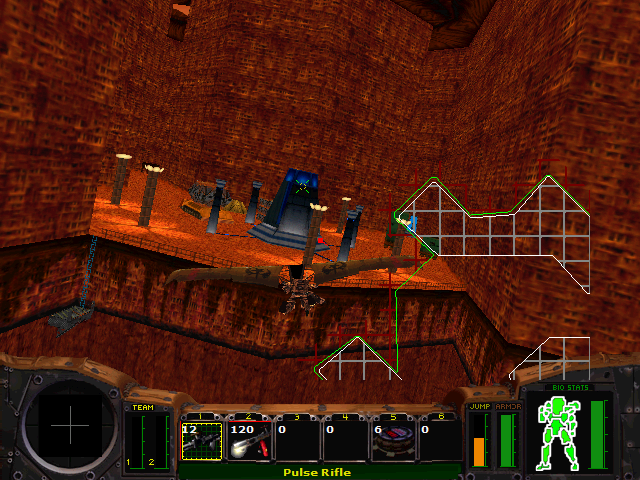 TEAM
1 2
1 2 3 4 5 6
12 120 0 0 6 0
Pulse Rifle
JUMP ARMOR
BIO STATS